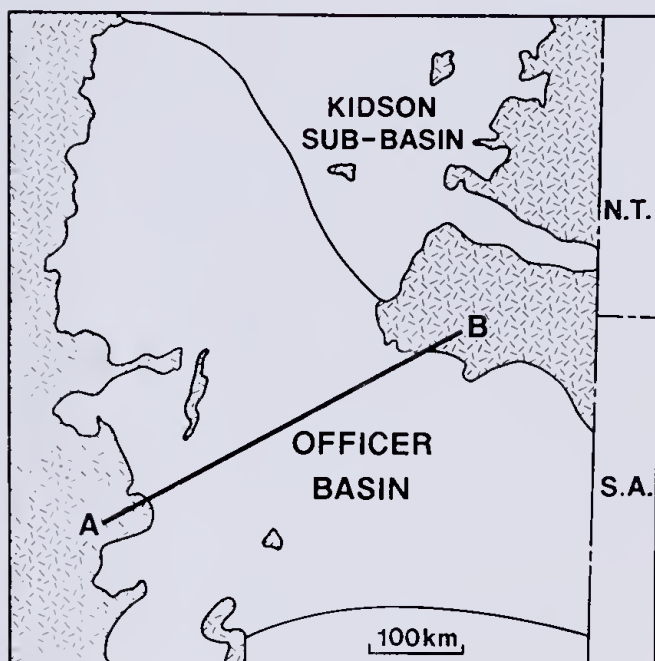 KIDSON
SUB-BASIN
N.T.
B
OFFICER
BASIN
S.A.
A
100km